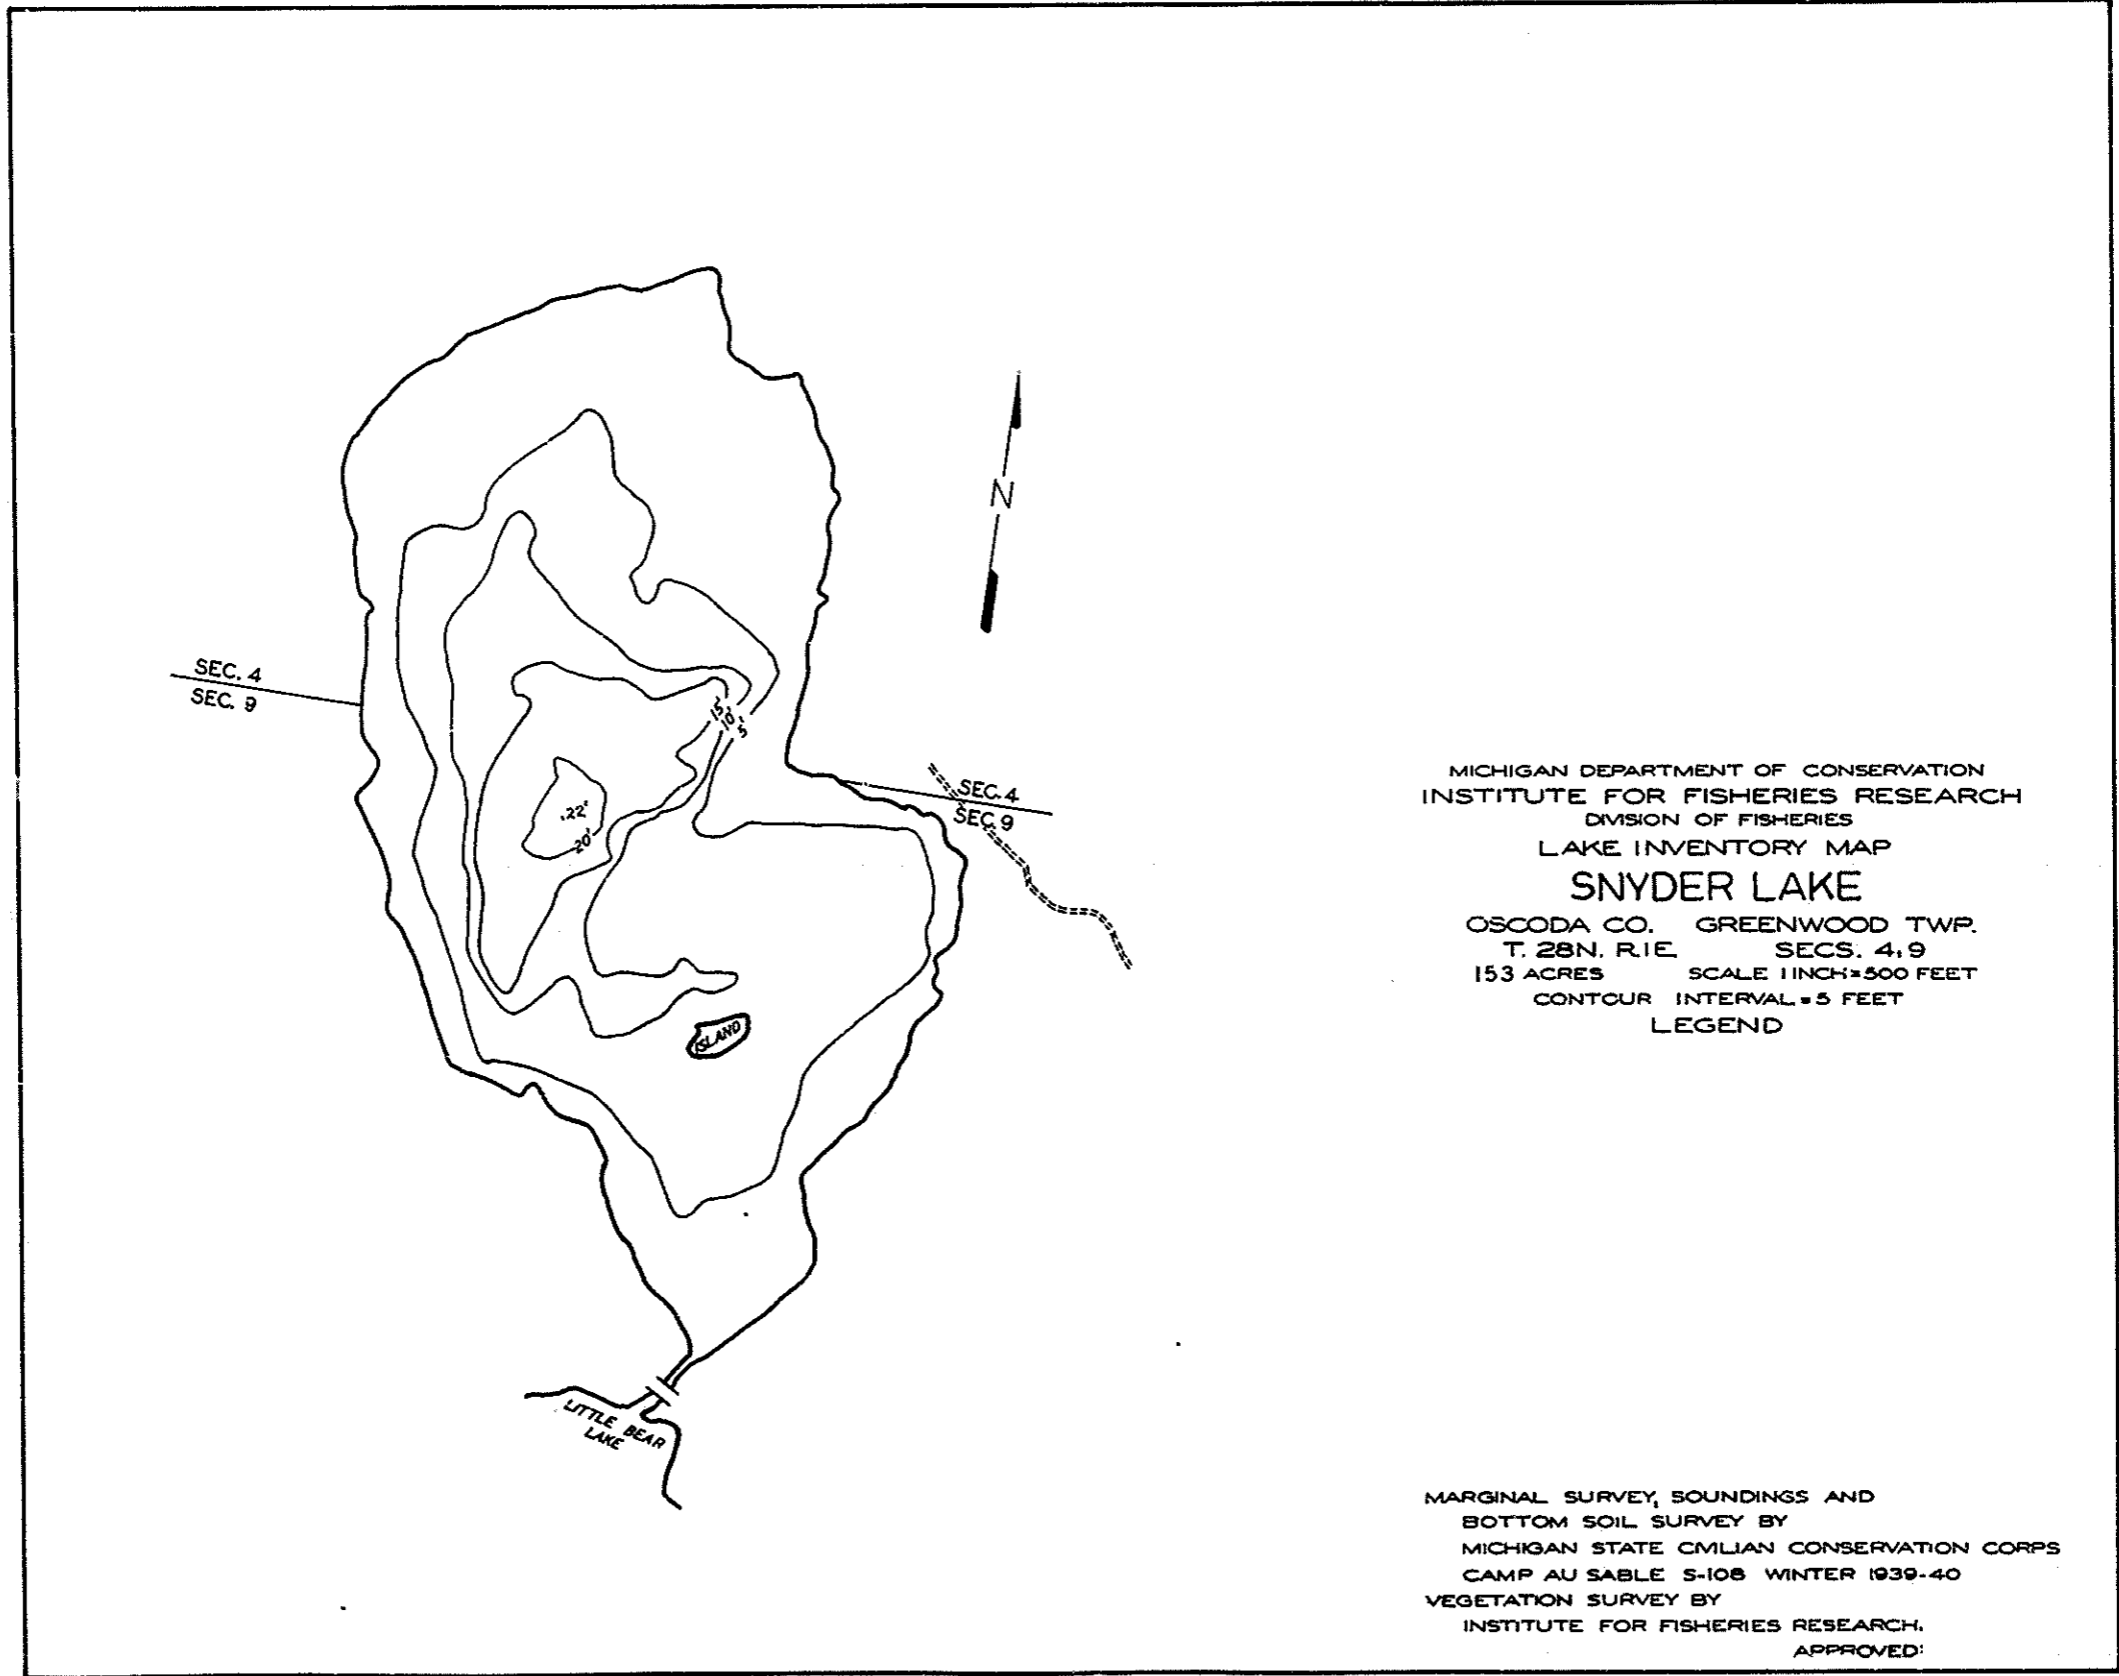 SEC. 4
SEC. 9
N
15'
10'
5'
22'
20'
SEC. 4
SEC. 9
ISLAND
LITTLE BEAR
LAKE
MICHIGAN DEPARTMENT OF CONSERVATION
INSTITUTE FOR FISHERIES RESEARCH
DIVISION OF FISHERIES
LAKE INVENTORY MAP
SNYDER LAKE
OSCODA CO. GREENWOOD TWP.
T. 28N. R.1E. SECS. 4,9
153 ACRES SCALE 1 INCH=500 FEET
CONTOUR INTERVAL=5 FEET
LEGEND
MARGINAL SURVEY, SOUNDINGS AND
BOTTOM SOIL SURVEY BY
MICHIGAN STATE CIVILIAN CONSERVATION CORPS
CAMP AU SABLE S-108 WINTER 1939-40
VEGETATION SURVEY BY
INSTITUTE FOR FISHERIES RESEARCH.
APPROVED: